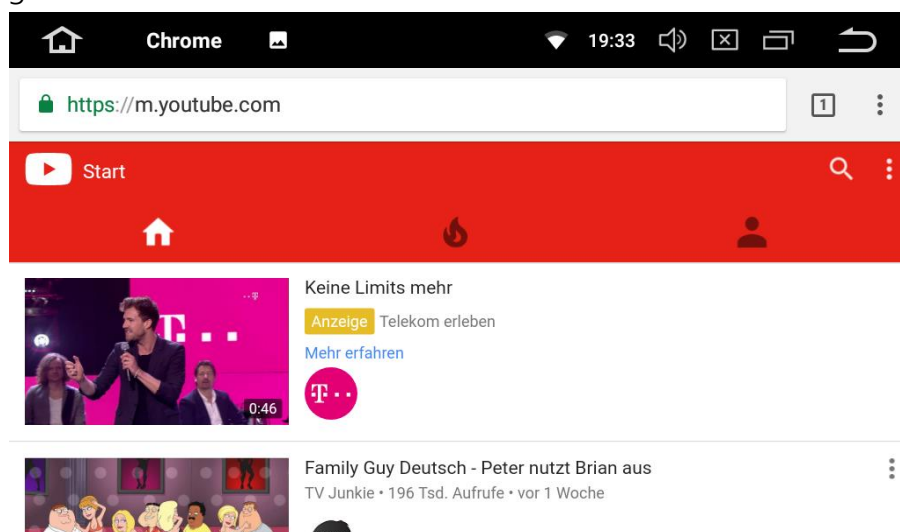 g
Chrome 19:33
https://m.youtube.com 1
Start
T
Keine Limits mehr
Anzeige Telekom erleben
Mehr erfahren
0:46
T
Family Guy Deutsch - Peter nutzt Brian aus
TV Junkie • 196 Tsd. Aufrufe • vor 1 Woche